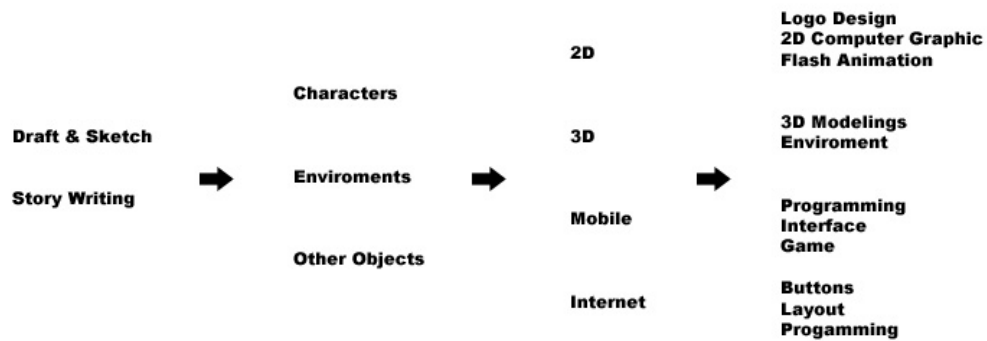 Draft & Sketch
Story Writing
Characters
Enviroments
Other Objects
2D
3D
Mobile
Internet
Logo Design
2D Computer Graphic
Flash Animation
3D Modelings
Enviroment
Programming
Interface
Game
Buttons
Layout
Progamming